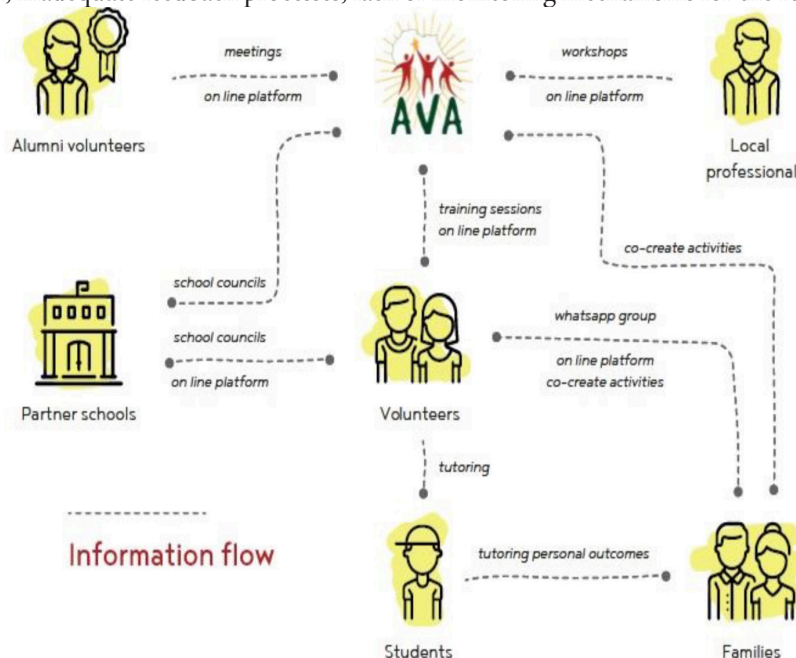 meetings
on line platform
Alumni volunteers
AVA
workshops
on line platform
Local
professional
training sessions
on line platform
co-create activities
school councils
school councils
on line platform
Partner schools
Volunteers
whatsapp group
on line platform
co-create activities
tutoring
Information flow
tutoring personal outcomes
Students
Families